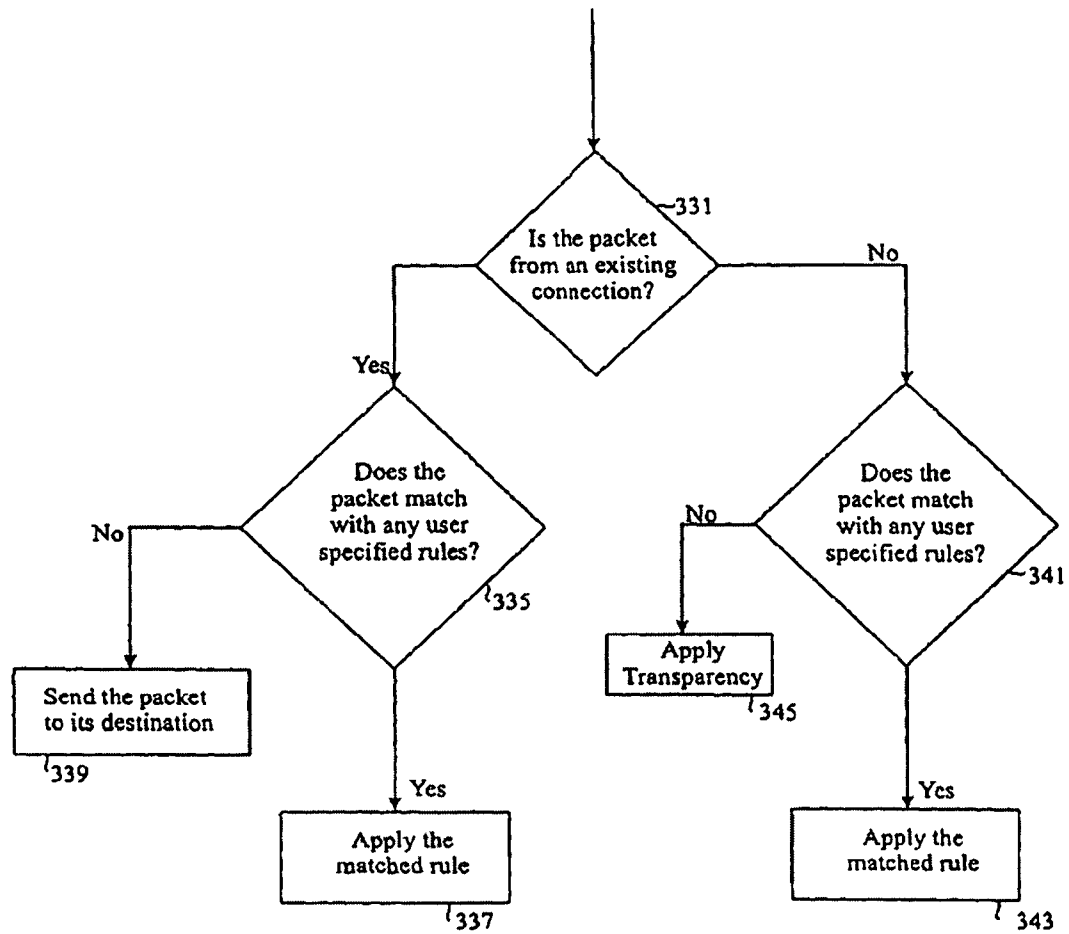 331
Is the packet
from an existing
connection?
No
Yes
Does the
packet match
with any user
specified rules?
335
No
Does the
packet match
with any user
specified rules?
341
No
Send the packet
to its destination
339
Apply
Transparency
345
Yes
Apply the
matched rule
337
Yes
Apply the
matched rule
343